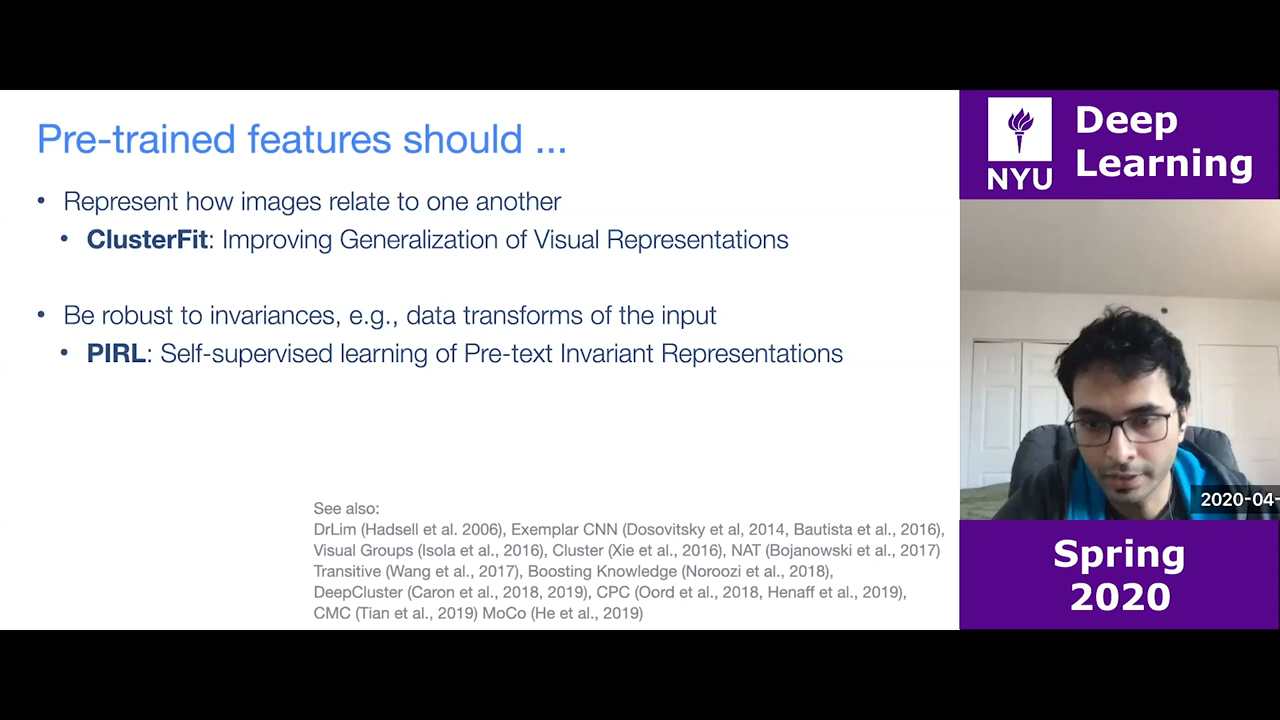 Pre-trained features should ...
• Represent how images relate to one another
• ClusterFit: Improving Generalization of Visual Representations
• Be robust to invariances, e.g., data transforms of the input
• PIRL: Self-supervised learning of Pre-text Invariant Representations
See also:
DrLim (Hadsell et al. 2006), Exemplar CNN (Dosovitsky et al, 2014, Bautista et al., 2016),
Visual Groups (Isola et al., 2016), Cluster (Xie et al., 2016), NAT (Bojanowski et al., 2017)
Transitive (Wang et al., 2017), Boosting Knowledge (Noroozi et al., 2018),
DeepCluster (Caron et al., 2018, 2019), CPC (Oord et al., 2018, Henaff et al., 2019),
CMC (Tian et al., 2019) MoCo (He et al., 2019)
NYU
Deep
Learning
2020-04-
Spring
2020